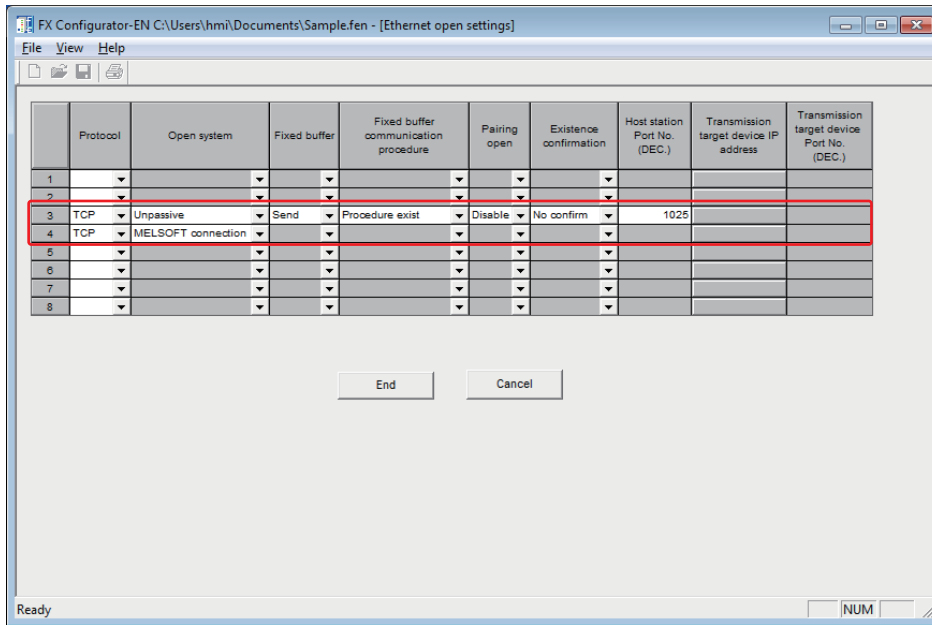 FX Configurator-EN C:\Users\hmi\Documents\Sample.fen - [Ethernet open settings]
File View Help
Protocol Open system Fixed buffer Fixed buffer communication procedure Pairing open Existence confirmation Host station Port No. (DEC.) Transmission target device IP address Transmission target device Port No. (DEC.)
1
2
3 TCP Unpassive Send Procedure exist Disable No confirm 1025
4 TCP MELSOFT connection
5
6
7
8
End Cancel
Ready NUM